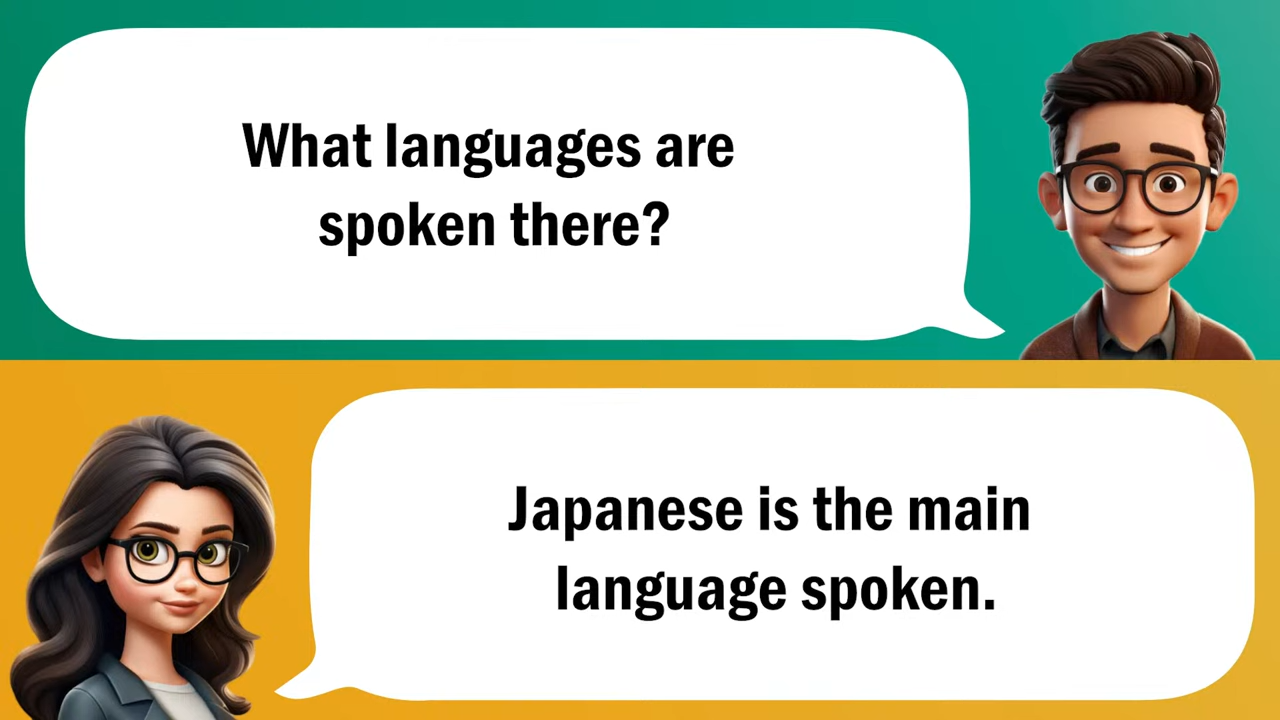 What languages are
spoken there?
Japanese is the main
language spoken.